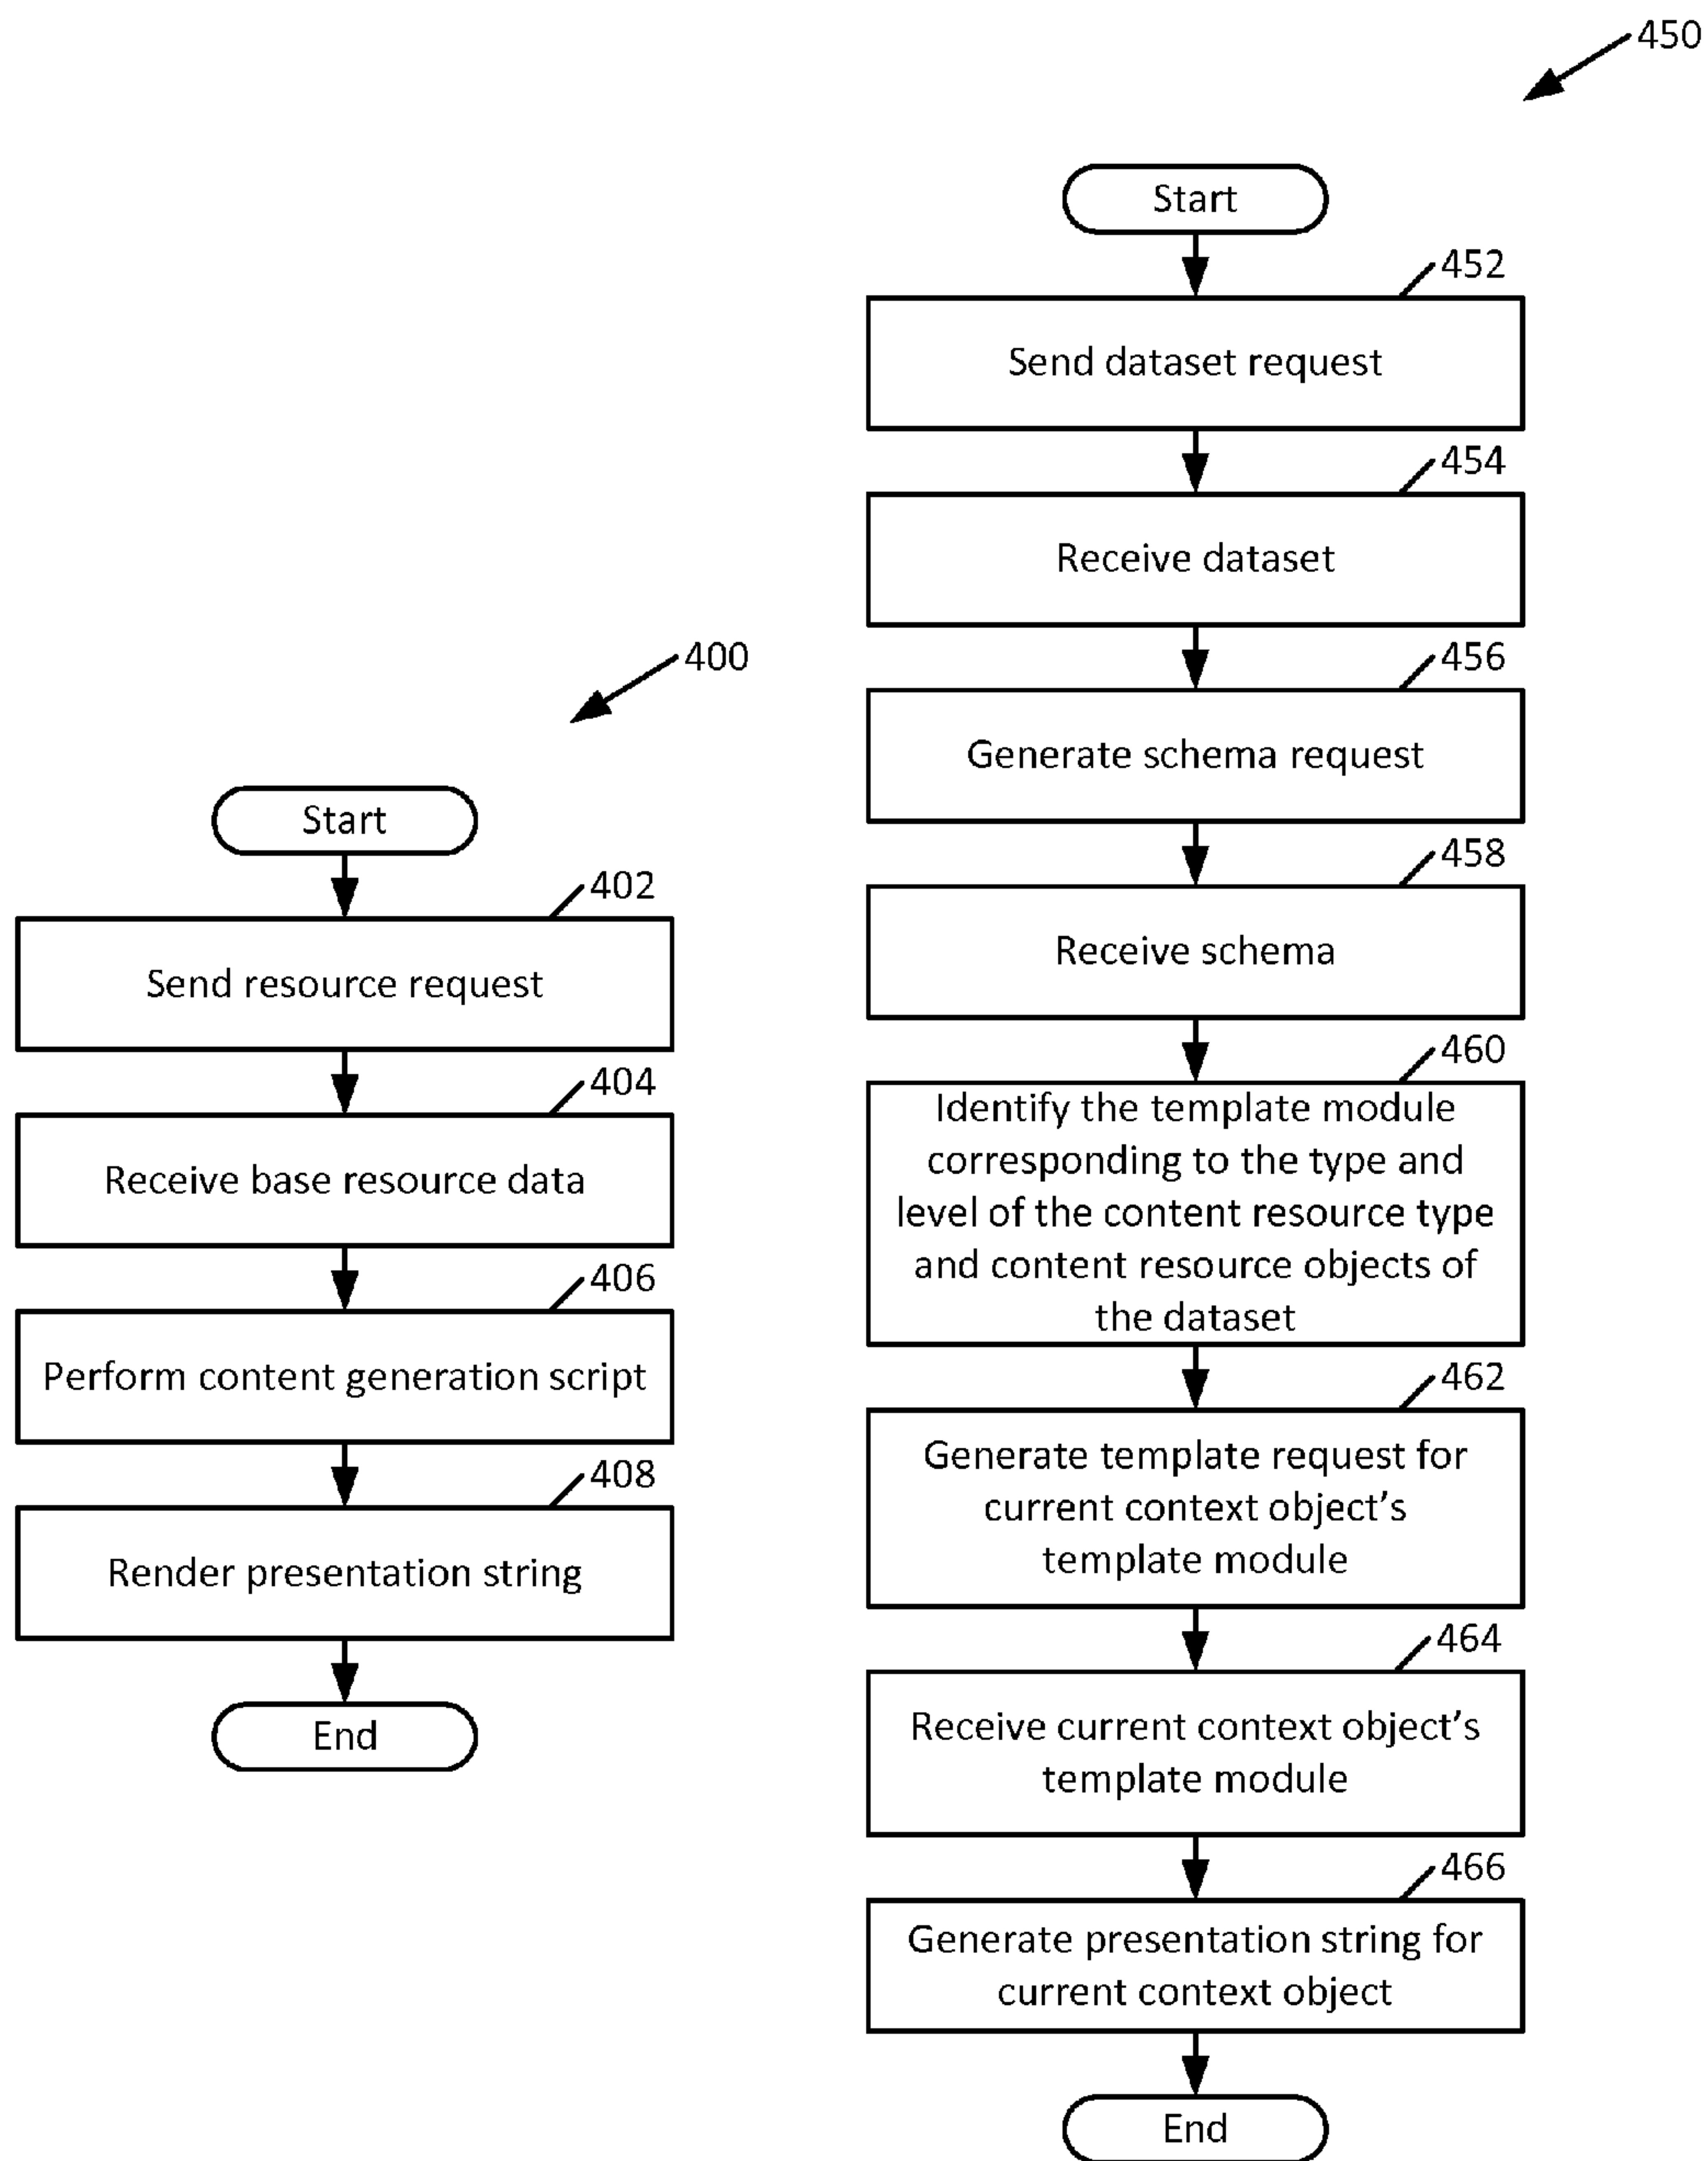 400
Start
402
Send resource request
404
Receive base resource data
406
Perform content generation script
408
Render presentation string
End
450
Start
452
Send dataset request
454
Receive dataset
456
Generate schema request
458
Receive schema
460
Identify the template module
corresponding to the type and
level of the content resource type
and content resource objects of
the dataset
462
Generate template request for
current context object's
template module
464
Receive current context object's
template module
466
Generate presentation string for
current context object
End